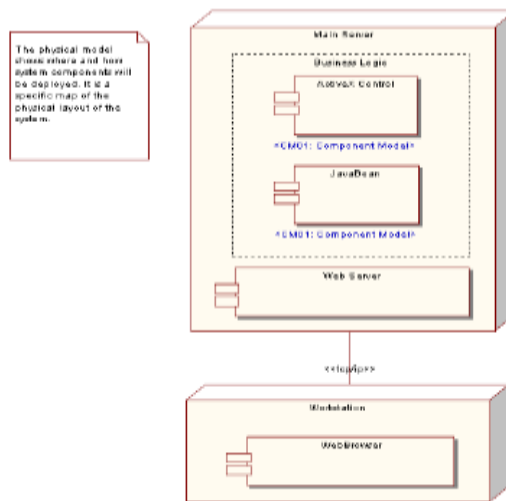 The physical model
shows where and how
system components will
be deployed. It is a
specific map of the
physical layout of the
system.
Main Server
Business Logic
ActiveX Control
«CM01: Component Model»
JavaBean
«CM01: Component Model»
Web Server
<<tcp/ip>>
Workstation
WebBrowser